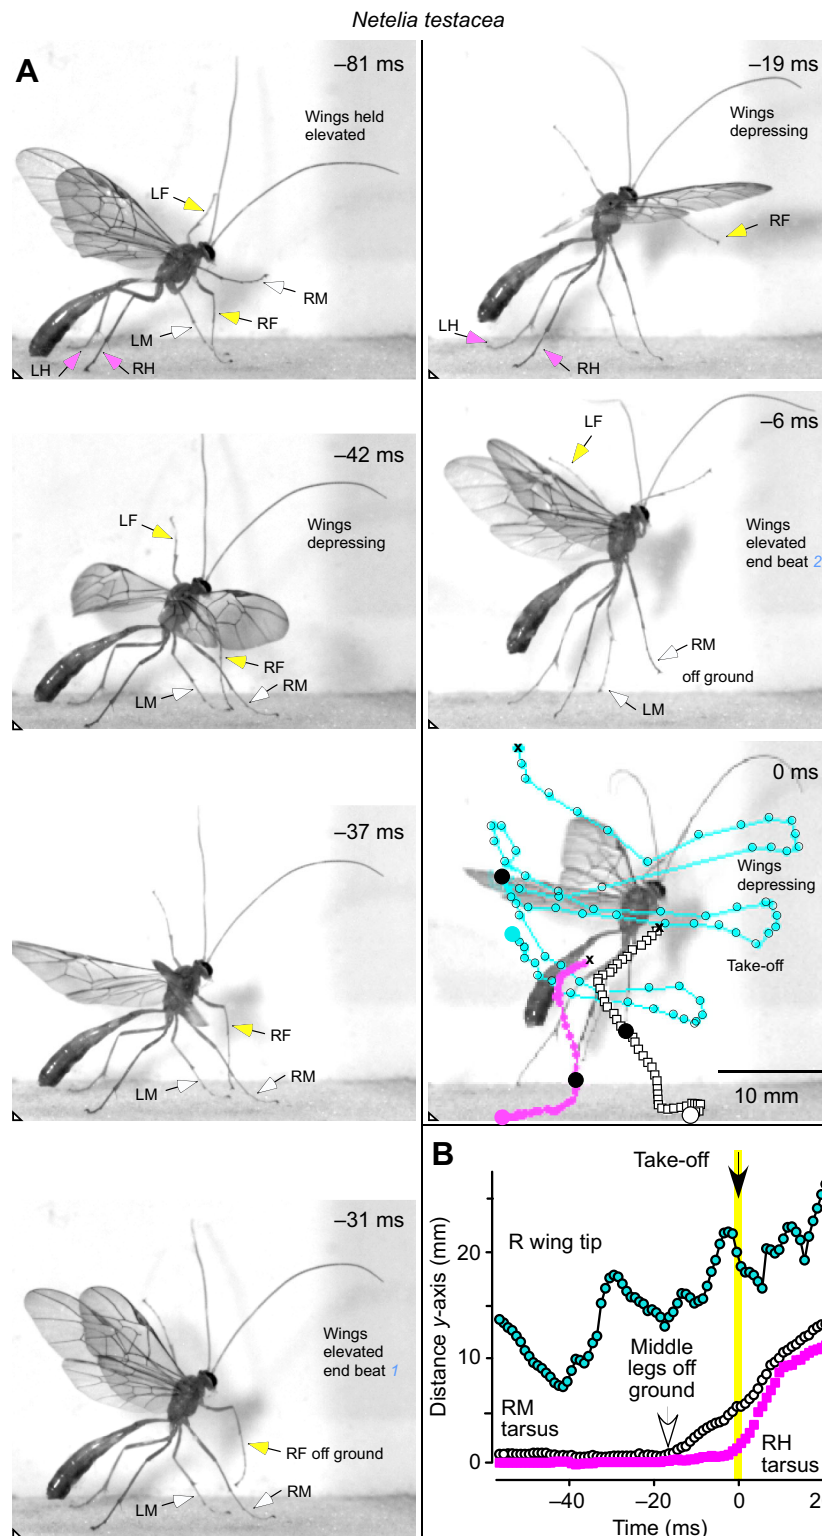 Netelia testacea
A
–81 ms
Wings held
elevated
LF
RM
RF
LM
LH
RH
–42 ms
LF
Wings
depressing
RF
LM
RM
–37 ms
RF
LM
RM
–31 ms
Wings
elevated
end beat 1
RF off ground
LM
RM
–19 ms
Wings
depressing
RF
LH
RH
–6 ms
LF
Wings
elevated
end beat 2
RM
off ground
LM
0 ms
x
Wings
depressing
x
x
Take-off
10 mm
B
Take-off
Distance y-axis (mm)
R wing tip
20
Middle
legs off
ground
10
RM
tarsus
RH
tarsus
0
–40
–20
0
2
Time (ms)